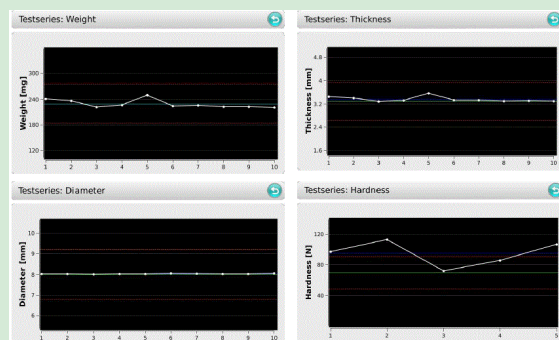 Testseries: Weight
Weight [mg]
300
240
180
120
1 2 3 4 5 6 7 8 9 10
Testseries: Thickness
Thickness [mm]
4.8
4
3.2
2.4
1.6
1 2 3 4 5 6 7 8 9 10
Testseries: Diameter
Diameter [mm]
10
9
8
7
6
1 2 3 4 5 6 7 8 9 10
Testseries: Hardness
Hardness [N]
120
80
40
1 2 3 4 5